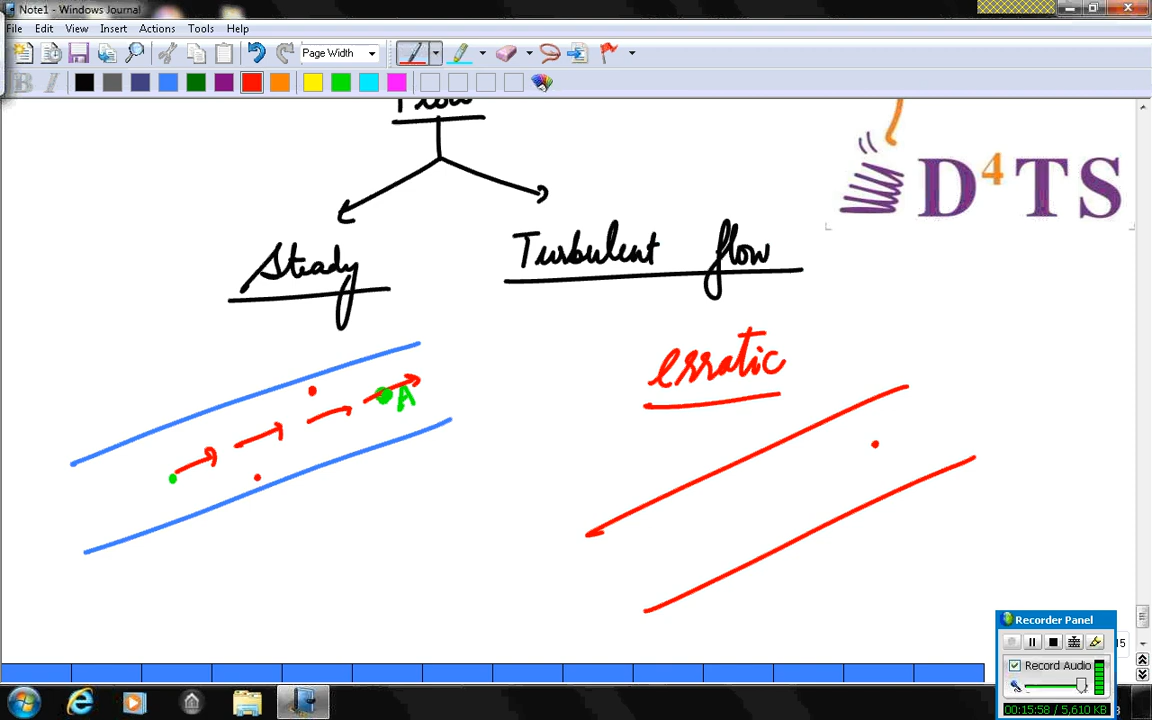 Note1 - Windows Journal
File Edit View Insert Actions Tools Help
Page Width
B I
Flow
D4TS
Steady
Turbulent flow
erratic
A
Recorder Panel
Record Audio
00:15:58 / 5,610 KB